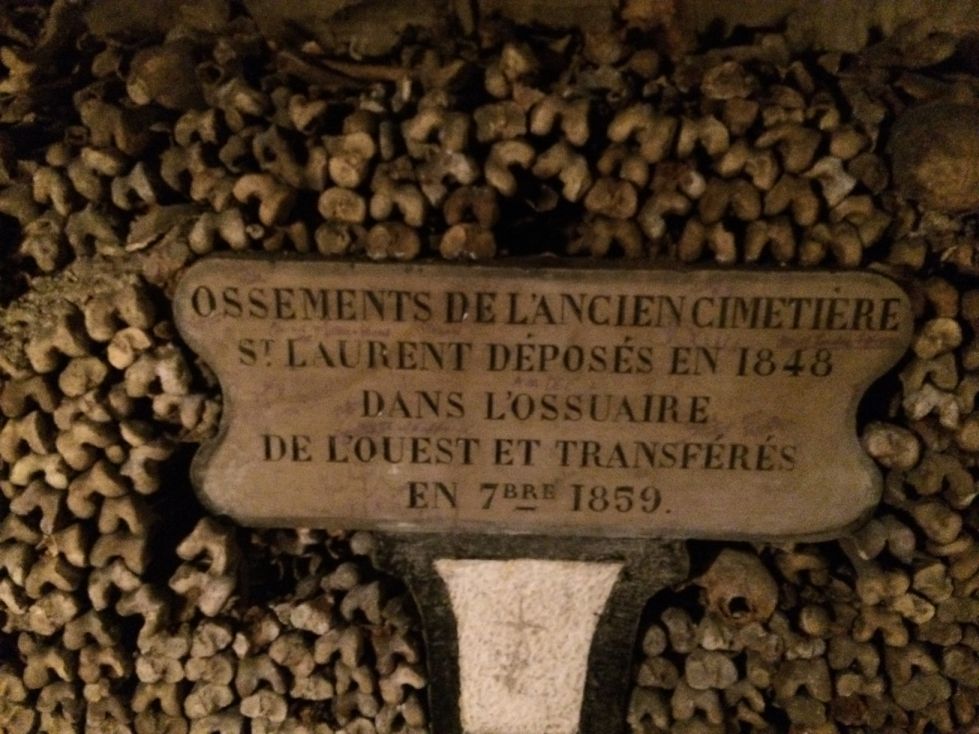 OSSEMENTS DE L'ANCIEN CIMETIÈRE
ST. LAURENT DÉPOSÉS EN 1848
DANS L'OSSUAIRE
DE L'OUEST ET TRANSFÉRÉS
EN 7BRE 1859.